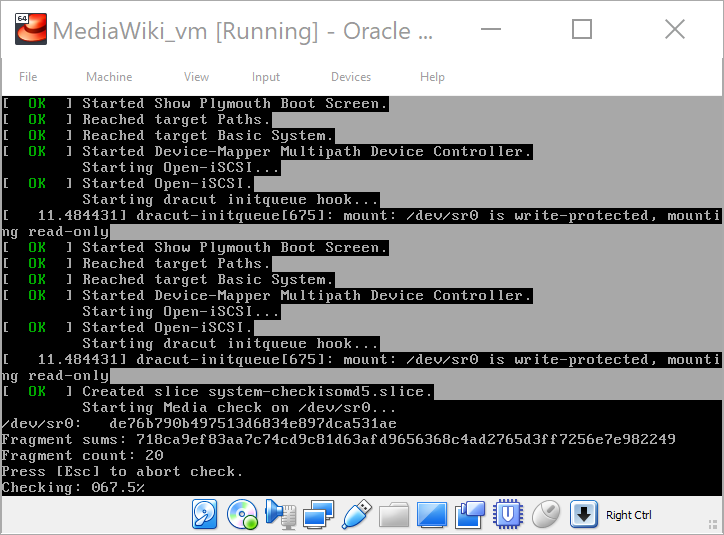 64
MediaWiki_vm [Running] - Oracle ...
File Machine View Input Devices Help
[  OK  ] Started Show Plymouth Boot Screen.
[  OK  ] Reached target Paths.
[  OK  ] Reached target Basic System.
[  OK  ] Started Device-Mapper Multipath Device Controller.
         Starting Open-iSCSI...
[  OK  ] Started Open-iSCSI.
         Starting dracut initqueue hook...
[   11.484431] dracut-initqueue[675]: mount: /dev/sr0 is write-protected, mounti
ng read-only
[  OK  ] Started Show Plymouth Boot Screen.
[  OK  ] Reached target Paths.
[  OK  ] Reached target Basic System.
[  OK  ] Started Device-Mapper Multipath Device Controller.
         Starting Open-iSCSI...
[  OK  ] Started Open-iSCSI.
         Starting dracut initqueue hook...
[   11.484431] dracut-initqueue[675]: mount: /dev/sr0 is write-protected, mounti
ng read-only
[  OK  ] Created slice system-checkisomd5.slice.
         Starting Media check on /dev/sr0...
/dev/sr0:   de76b790b497513d6834e897dca531ae
Fragment sums: 718ca9ef83aa7c74cd9c81d63afd9656368c4ad2765d3ff7256e7e982249
Fragment count: 20
Press [Esc] to abort check.
Checking: 067.5%
Right Ctrl